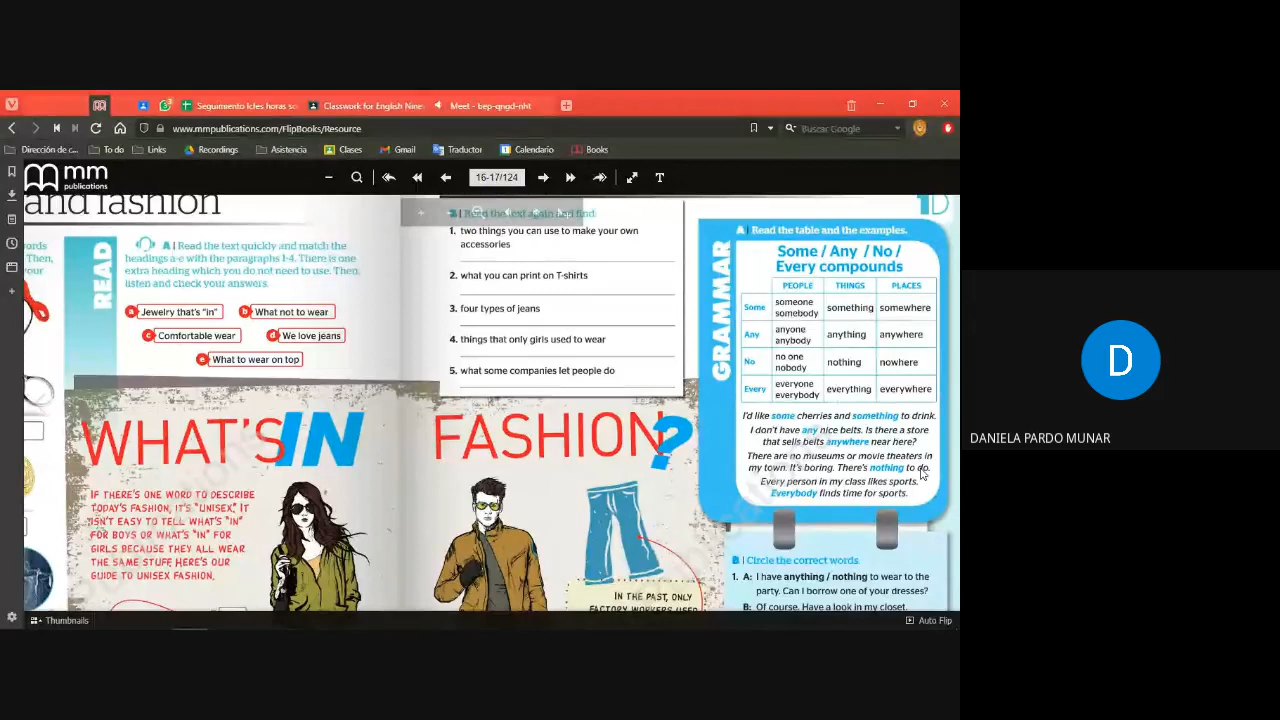 Seguimiento Icfes horas so
Classwork for English Nine
Meet - bep-qngd-nht
www.mmpublications.com/FlipBooks/Resource
Buscar Google
Dirección de c...
To do
Links
Recordings
Asistencia
Clases
Gmail
Traductor
Calendario
Books
mm
publications
16-17/124
T
and fashion
words
Then,
your
READ
A | Read the text quickly and match the
headings a-e with the paragraphs 1-4. There is one
extra heading which you do not need to use. Then,
listen and check your answers.
a Jewelry that's "in"
b What not to wear
c Comfortable wear
d We love jeans
e What to wear on top
B | Read the text again and find:
1. two things you can use to make your own
accessories
2. what you can print on T-shirts
3. four types of jeans
4. things that only girls used to wear
5. what some companies let people do
WHAT'S IN FASHION?
IF THERE'S ONE WORD TO DESCRIBE
TODAY'S FASHION, IT'S "UNISEX." IT
ISN'T EASY TO TELL WHAT'S "IN"
FOR BOYS OR WHAT'S "IN" FOR
GIRLS BECAUSE THEY ALL WEAR
THE SAME STUFF. HERE'S OUR
GUIDE TO UNISEX FASHION.
IN THE PAST, ONLY
FACTORY WORKERS USED
1D
GRAMMAR
A | Read the table and the examples.
Some / Any / No /
Every compounds
PEOPLE THINGS PLACES
Some someone somebody something somewhere
Any anyone anybody anything anywhere
No no one nobody nothing nowhere
Every everyone everybody everything everywhere
I'd like some cherries and something to drink.
I don't have any nice belts. Is there a store
that sells belts anywhere near here?
There are no museums or movie theaters in
my town. It's boring. There's nothing to do.
Every person in my class likes sports.
Everybody finds time for sports.
B | Circle the correct words.
1. A: I have anything / nothing to wear to the
party. Can I borrow one of your dresses?
B: Of course. Have a look in my closet.
Thumbnails
Auto Flip
D
DANIELA PARDO MUNAR